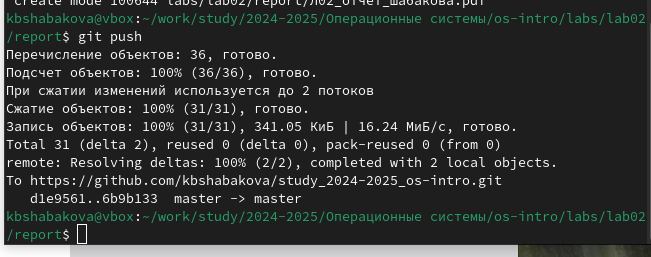 create mode 100644 labs/lab02/report/Л02_отчет_Шабакова.pdf
kbshabakova@vbox:~/work/study/2024-2025/Операционные системы/os-intro/labs/lab02
/report$ git push
Перечисление объектов: 36, готово.
Подсчет объектов: 100% (36/36), готово.
При сжатии изменений используется до 2 потоков
Сжатие объектов: 100% (31/31), готово.
Запись объектов: 100% (31/31), 341.05 КиБ | 16.24 МиБ/с, готово.
Total 31 (delta 2), reused 0 (delta 0), pack-reused 0 (from 0)
remote: Resolving deltas: 100% (2/2), completed with 2 local objects.
To https://github.com/kbshabakova/study_2024-2025_os-intro.git
d1e9561..6b9b133  master -> master
kbshabakova@vbox:~/work/study/2024-2025/Операционные системы/os-intro/labs/lab02
/report$